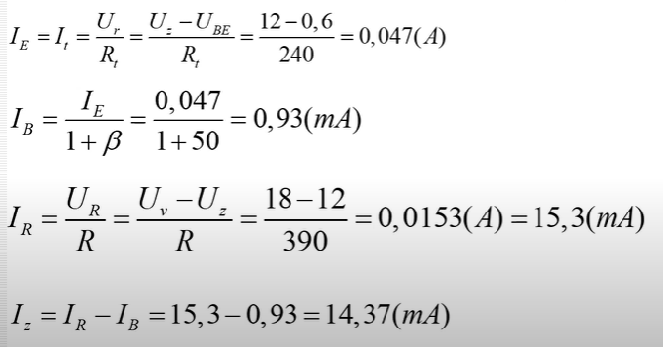 I_E = I_t = U_r / R_t = (U_z − U_BE) / R_t = (12 − 0,6) / 240 = 0,047(A)
I_B = I_E / (1 + β) = 0,047 / (1 + 50) = 0,93(mA)
I_R = U_R / R = (U_v − U_z) / R = (18 − 12) / 390 = 0,0153(A) = 15,3(mA)
I_z = I_R − I_B = 15,3 − 0,93 = 14,37(mA)